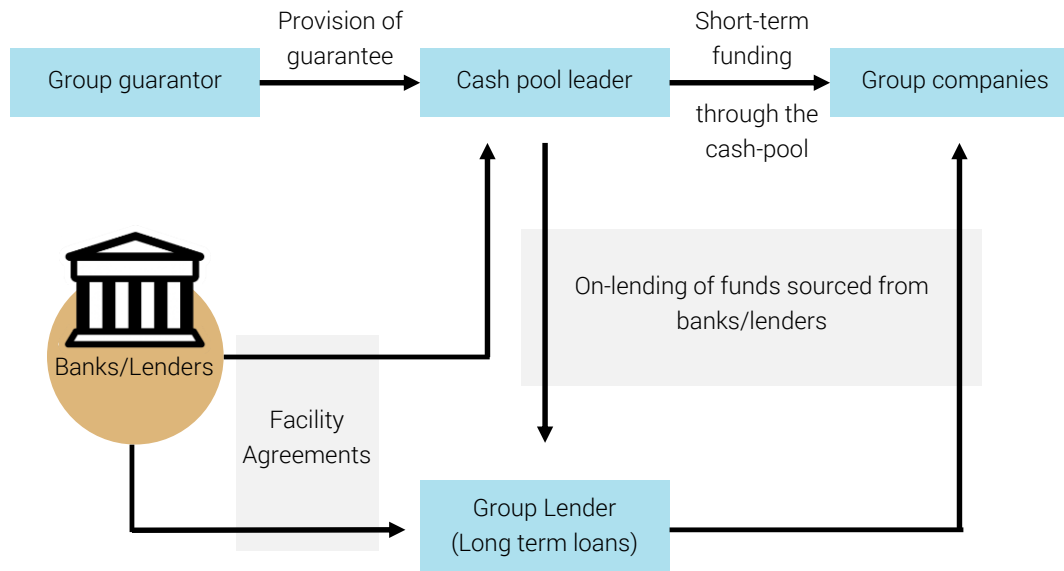 Provision of
guarantee
Short-term
funding
Group guarantor
Cash pool leader
Group companies
through the
cash-pool
On-lending of funds sourced from
banks/lenders
Banks/Lenders
Facility
Agreements
Group Lender
(Long term loans)